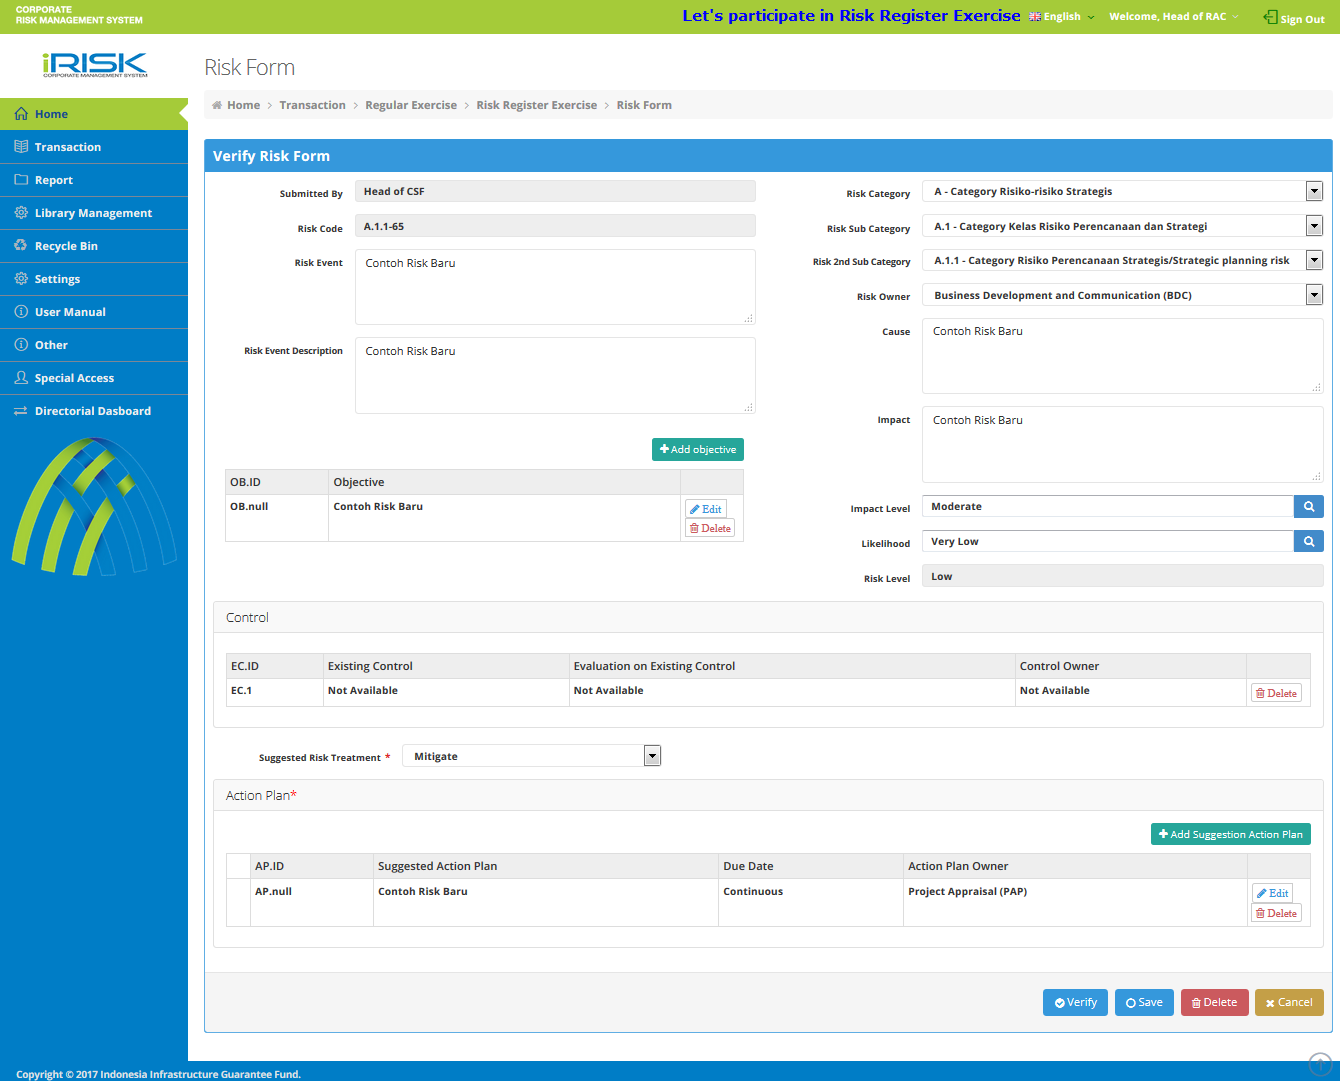 CORPORATE
RISK MANAGEMENT SYSTEM
Let's participate in Risk Register Exercise
English
Welcome, Head of RAC
Sign Out
iRISK
CORPORATE MANAGEMENT SYSTEM
Home
Transaction
Report
Library Management
Recycle Bin
Settings
User Manual
Other
Special Access
Directorial Dasboard
Risk Form
Home > Transaction > Regular Exercise > Risk Register Exercise > Risk Form
Verify Risk Form
Submitted By Head of CSF
Risk Code A.1.1-65
Risk Event Contoh Risk Baru
Risk Event Description Contoh Risk Baru
Add objective
OB.ID Objective
OB.null Contoh Risk Baru Edit
Delete
Risk Category A - Category Risiko-risiko Strategis
Risk Sub Category A.1 - Category Kelas Risiko Perencanaan dan Strategi
Risk 2nd Sub Category A.1.1 - Category Risiko Perencanaan Strategis/Strategic planning risk
Risk Owner Business Development and Communication (BDC)
Cause Contoh Risk Baru
Impact Contoh Risk Baru
Impact Level Moderate
Likelihood Very Low
Risk Level Low
Control
EC.ID Existing Control Evaluation on Existing Control Control Owner
EC.1 Not Available Not Available Not Available Delete
Suggested Risk Treatment * Mitigate
Action Plan*
Add Suggestion Action Plan
AP.ID Suggested Action Plan Due Date Action Plan Owner
AP.null Contoh Risk Baru Continuous Project Appraisal (PAP) Edit
Delete
Verify Save Delete Cancel
Copyright © 2017 Indonesia Infrastructure Guarantee Fund.